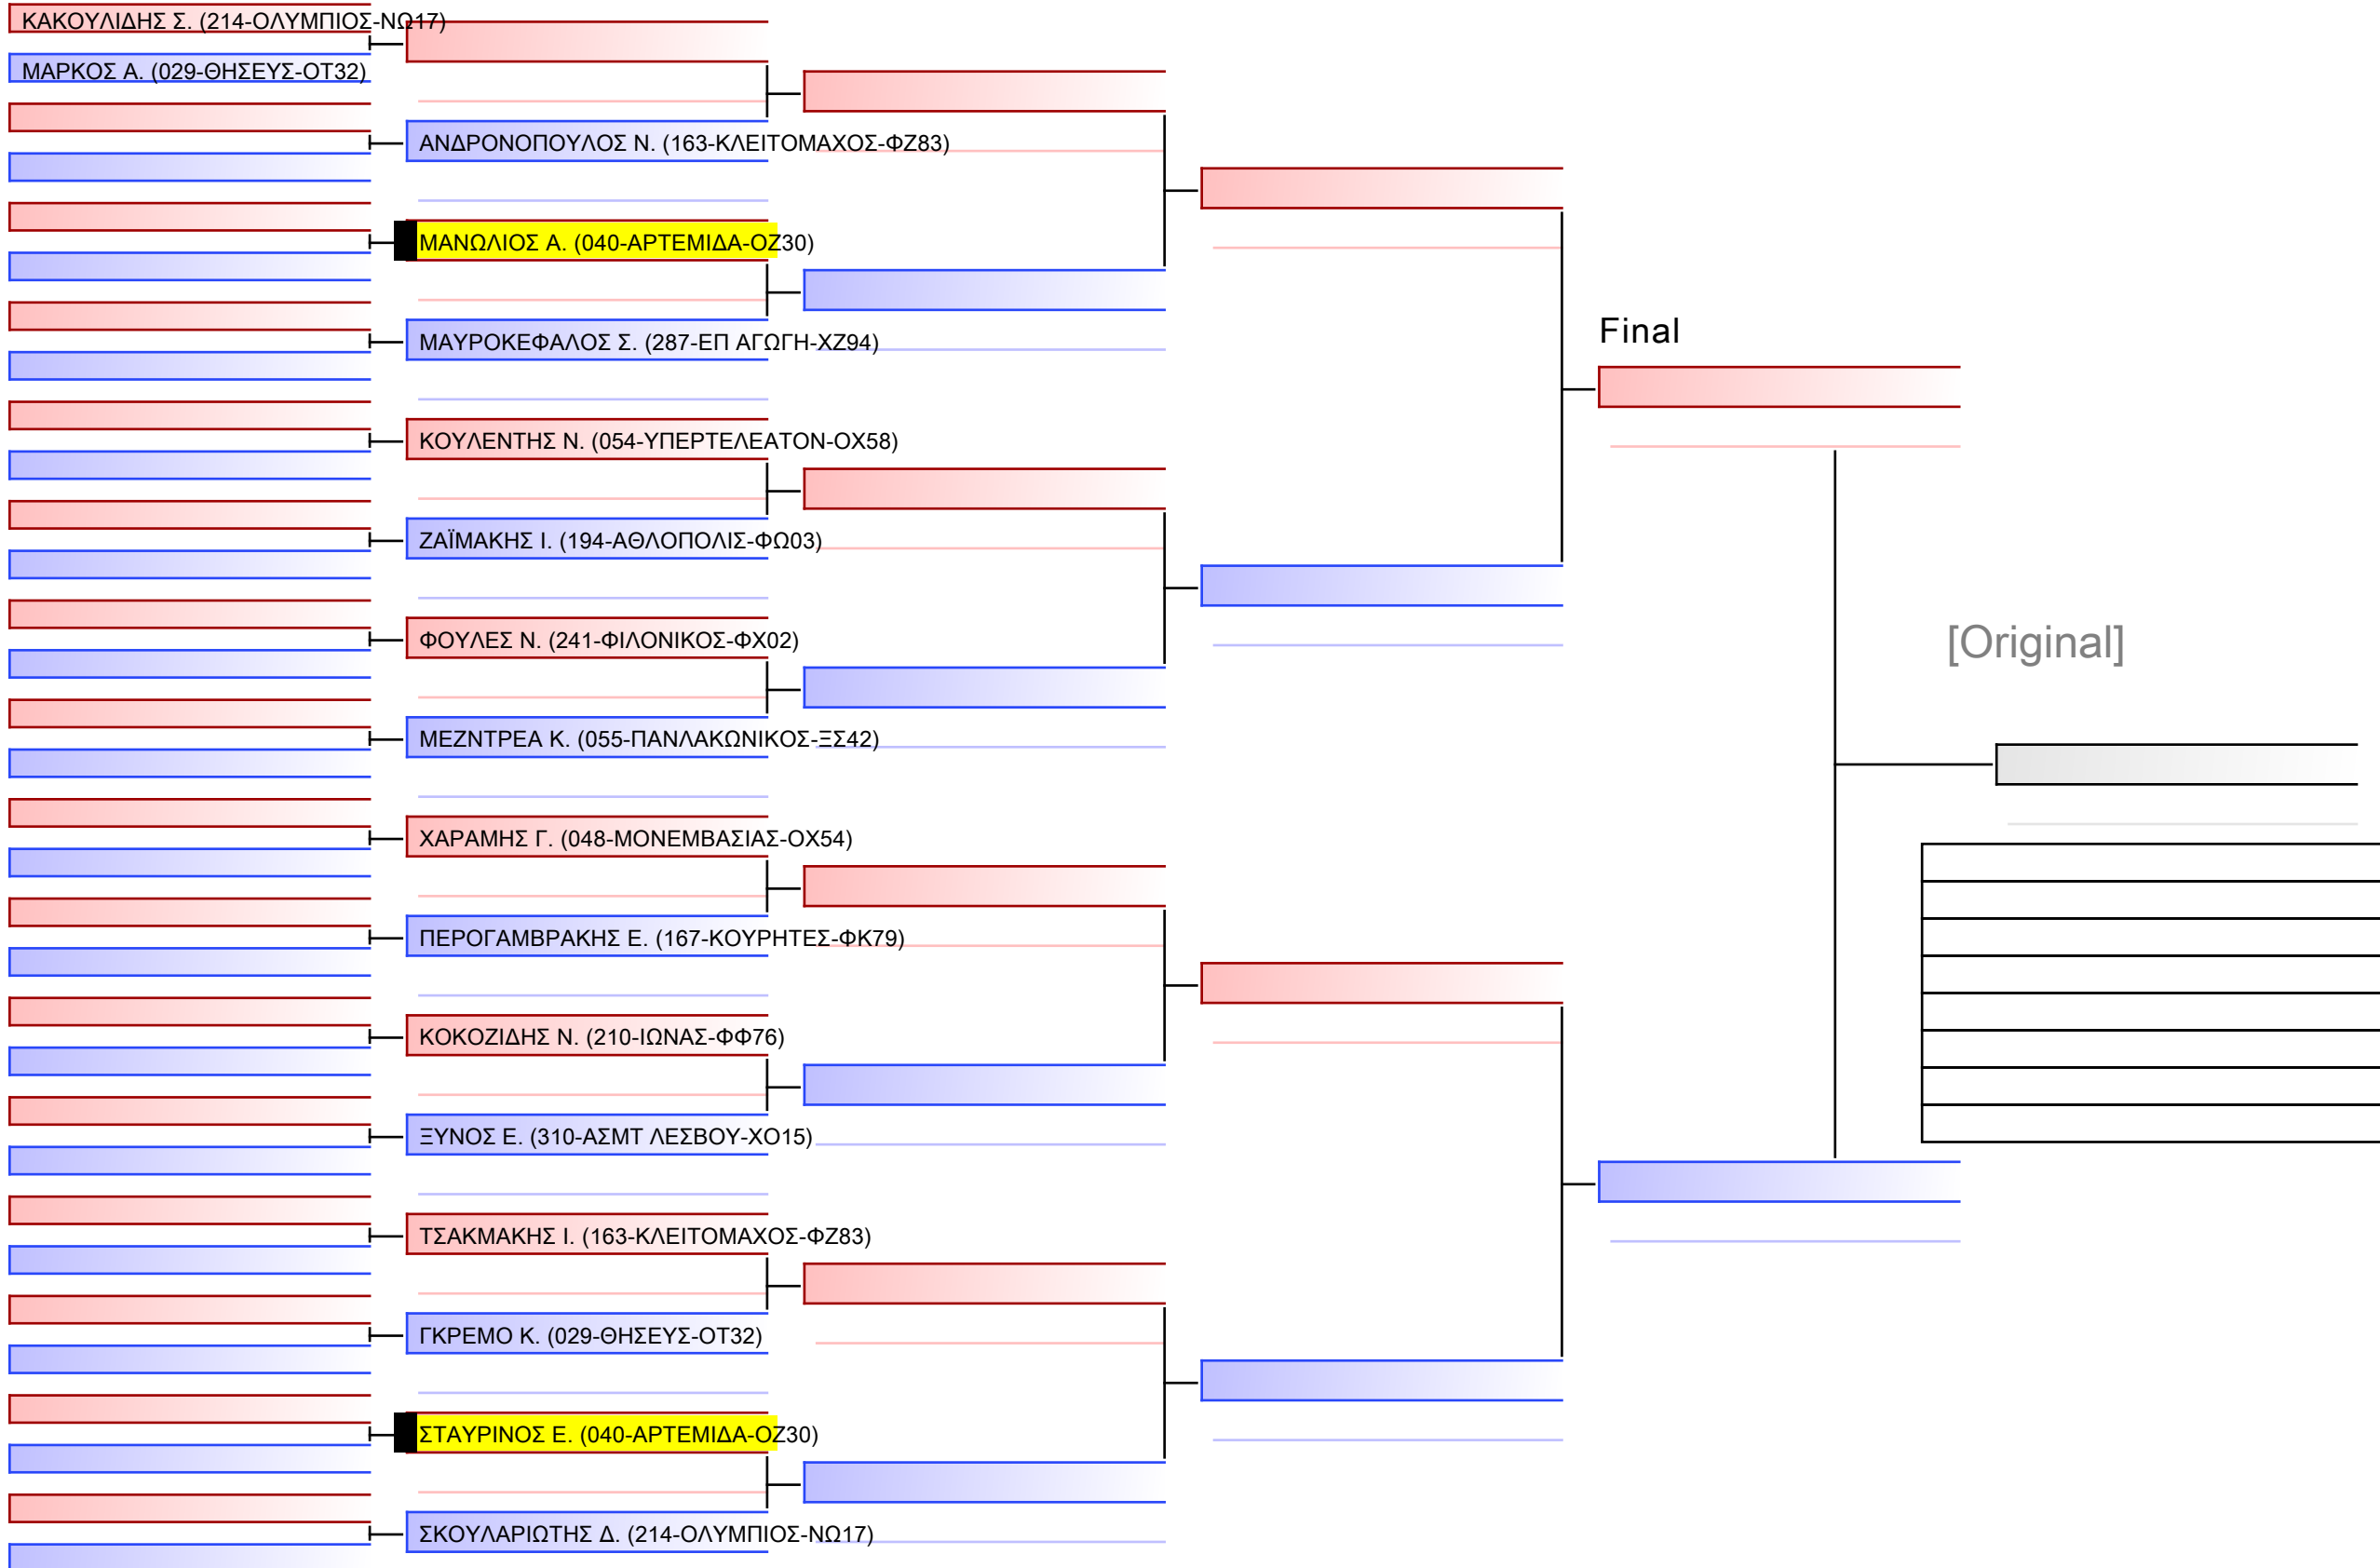 ΚΑΚΟΥΛΙΔΗΣ Σ. (214-ΟΛΥΜΠΙΟΣ-ΝΩ17)
ΜΑΡΚΟΣ Α. (029-ΘΗΣΕΥΣ-ΟΤ32)
ΑΝΔΡΟΝΟΠΟΥΛΟΣ Ν. (163-ΚΛΕΙΤΟΜΑΧΟΣ-ΦΖ83)
ΜΑΝΩΛΙΟΣ Α. (040-ΑΡΤΕΜΙΔΑ-ΟΖ30)
ΜΑΥΡΟΚΕΦΑΛΟΣ Σ. (287-ΕΠ ΑΓΩΓΗ-ΧΖ94)
ΚΟΥΛΕΝΤΗΣ Ν. (054-ΥΠΕΡΤΕΛΕΑΤΟΝ-ΟΧ58)
ΖΑΪΜΑΚΗΣ Ι. (194-ΑΘΛΟΠΟΛΙΣ-ΦΩ03)
ΦΟΥΛΕΣ Ν. (241-ΦΙΛΟΝΙΚΟΣ-ΦΧ02)
ΜΕΖΝΤΡΕΑ Κ. (055-ΠΑΝΛΑΚΩΝΙΚΟΣ-ΞΣ42)
ΧΑΡΑΜΗΣ Γ. (048-ΜΟΝΕΜΒΑΣΙΑΣ-ΟΧ54)
ΠΕΡΟΓΑΜΒΡΑΚΗΣ Ε. (167-ΚΟΥΡΗΤΕΣ-ΦΚ79)
ΚΟΚΟΖΙΔΗΣ Ν. (210-ΙΩΝΑΣ-ΦΦ76)
ΞΥΝΟΣ Ε. (310-ΑΣΜΤ ΛΕΣΒΟΥ-ΧΟ15)
ΤΣΑΚΜΑΚΗΣ Ι. (163-ΚΛΕΙΤΟΜΑΧΟΣ-ΦΖ83)
ΓΚΡΕΜΟ Κ. (029-ΘΗΣΕΥΣ-ΟΤ32)
ΣΤΑΥΡΙΝΟΣ Ε. (040-ΑΡΤΕΜΙΔΑ-ΟΖ30)
ΣΚΟΥΛΑΡΙΩΤΗΣ Δ. (214-ΟΛΥΜΠΙΟΣ-ΝΩ17)
Final
[Original]